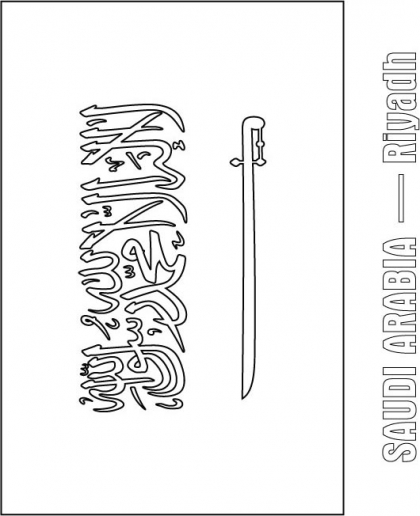 لا إله إلا الله محمد رسول الله
SAUDI ARABIA — Riyadh